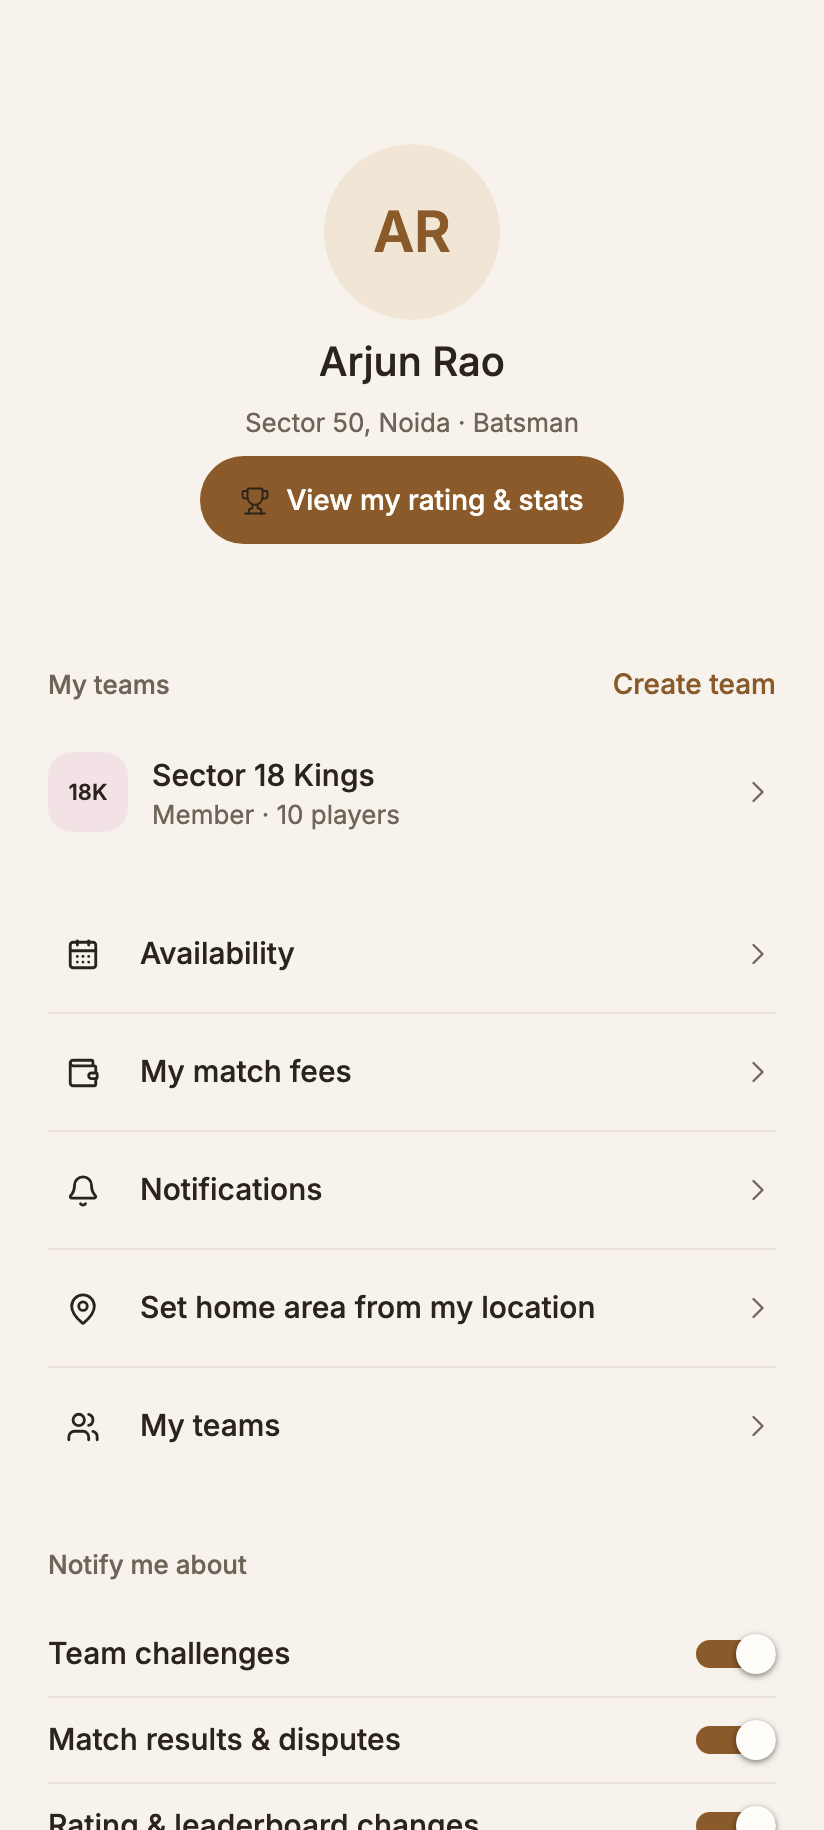 AR
Arjun Rao
Sector 50, Noida · Batsman
View my rating & stats
My teams
Create team
18K
Sector 18 Kings
Member · 10 players
Availability
My match fees
Notifications
Set home area from my location
My teams
Notify me about
Team challenges
Match results & disputes
Rating & leaderboard changes